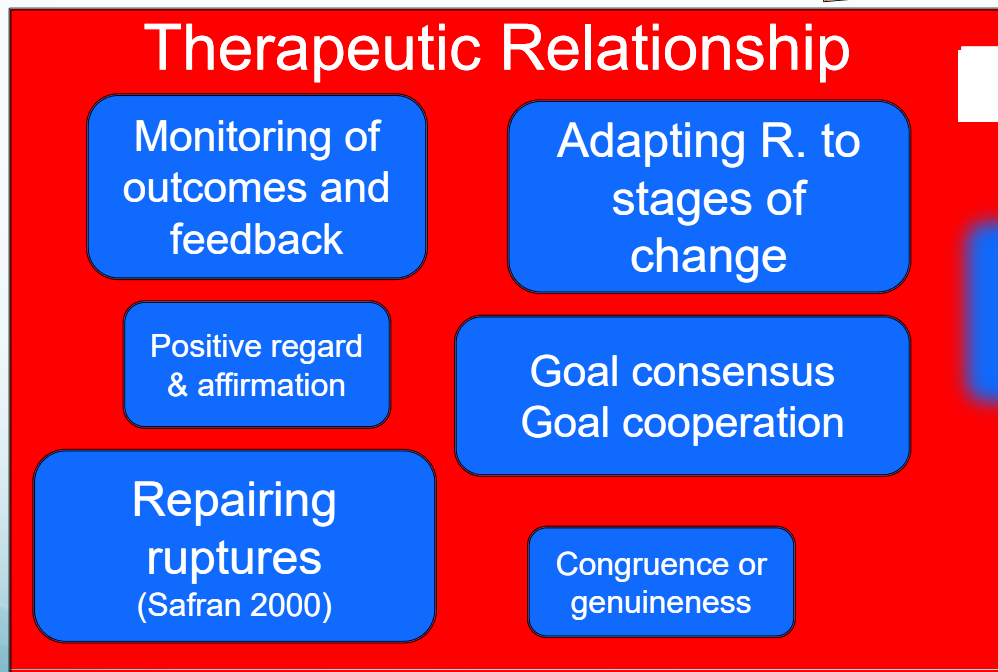 Therapeutic Relationship
Monitoring of
outcomes and
feedback
Adapting R. to
stages of
change
Positive regard
& affirmation
Goal consensus
Goal cooperation
Repairing
ruptures
(Safran 2000)
Congruence or
genuineness